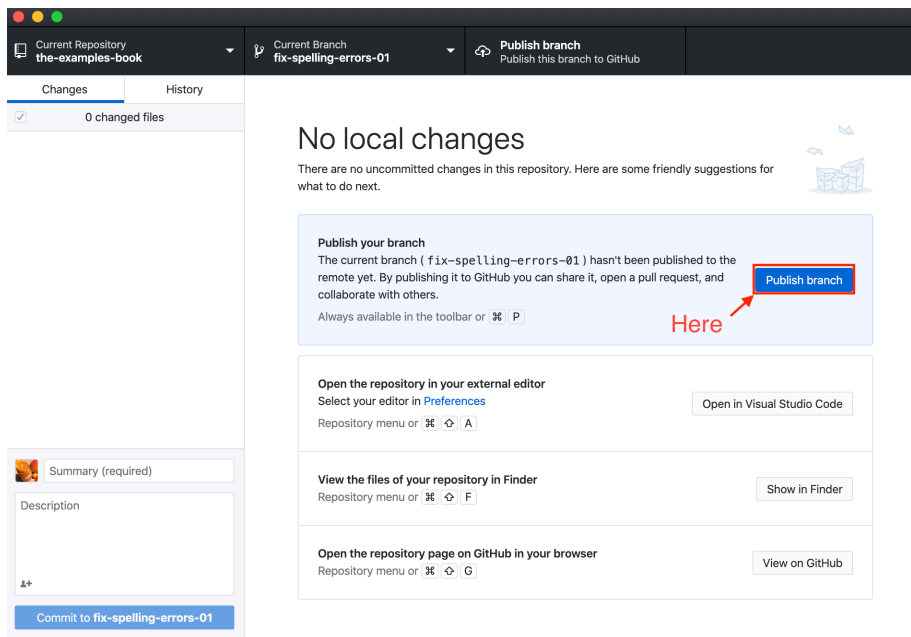 Current Repository
the-examples-book
Current Branch
fix-spelling-errors-01
Publish branch
Publish this branch to GitHub
Changes
History
0 changed files
No local changes
There are no uncommitted changes in this repository. Here are some friendly suggestions for
what to do next.
Publish your branch
The current branch ( fix-spelling-errors-01 ) hasn't been published to the
remote yet. By publishing it to GitHub you can share it, open a pull request, and
collaborate with others.
Always available in the toolbar or ⌘ P
Publish branch
Here
Open the repository in your external editor
Select your editor in Preferences
Repository menu or ⌘ ⇧ A
Open in Visual Studio Code
View the files of your repository in Finder
Repository menu or ⌘ ⇧ F
Show in Finder
Open the repository page on GitHub in your browser
Repository menu or ⌘ ⇧ G
View on GitHub
Summary (required)
Description
Commit to fix-spelling-errors-01